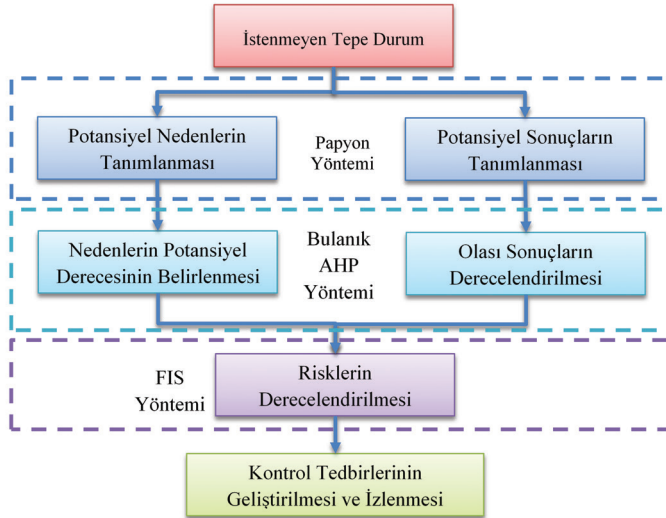 İstenmeyen Tepe Durum
Potansiyel Nedenlerin
Tanımlanması
Papyon
Yöntemi
Potansiyel Sonuçların
Tanımlanması
Nedenlerin Potansiyel
Derecesinin Belirlenmesi
Bulanık
AHP
Yöntemi
Olası Sonuçların
Derecelendirilmesi
FIS
Yöntemi
Risklerin
Derecelendirilmesi
Kontrol Tedbirlerinin
Geliştirilmesi ve İzlenmesi